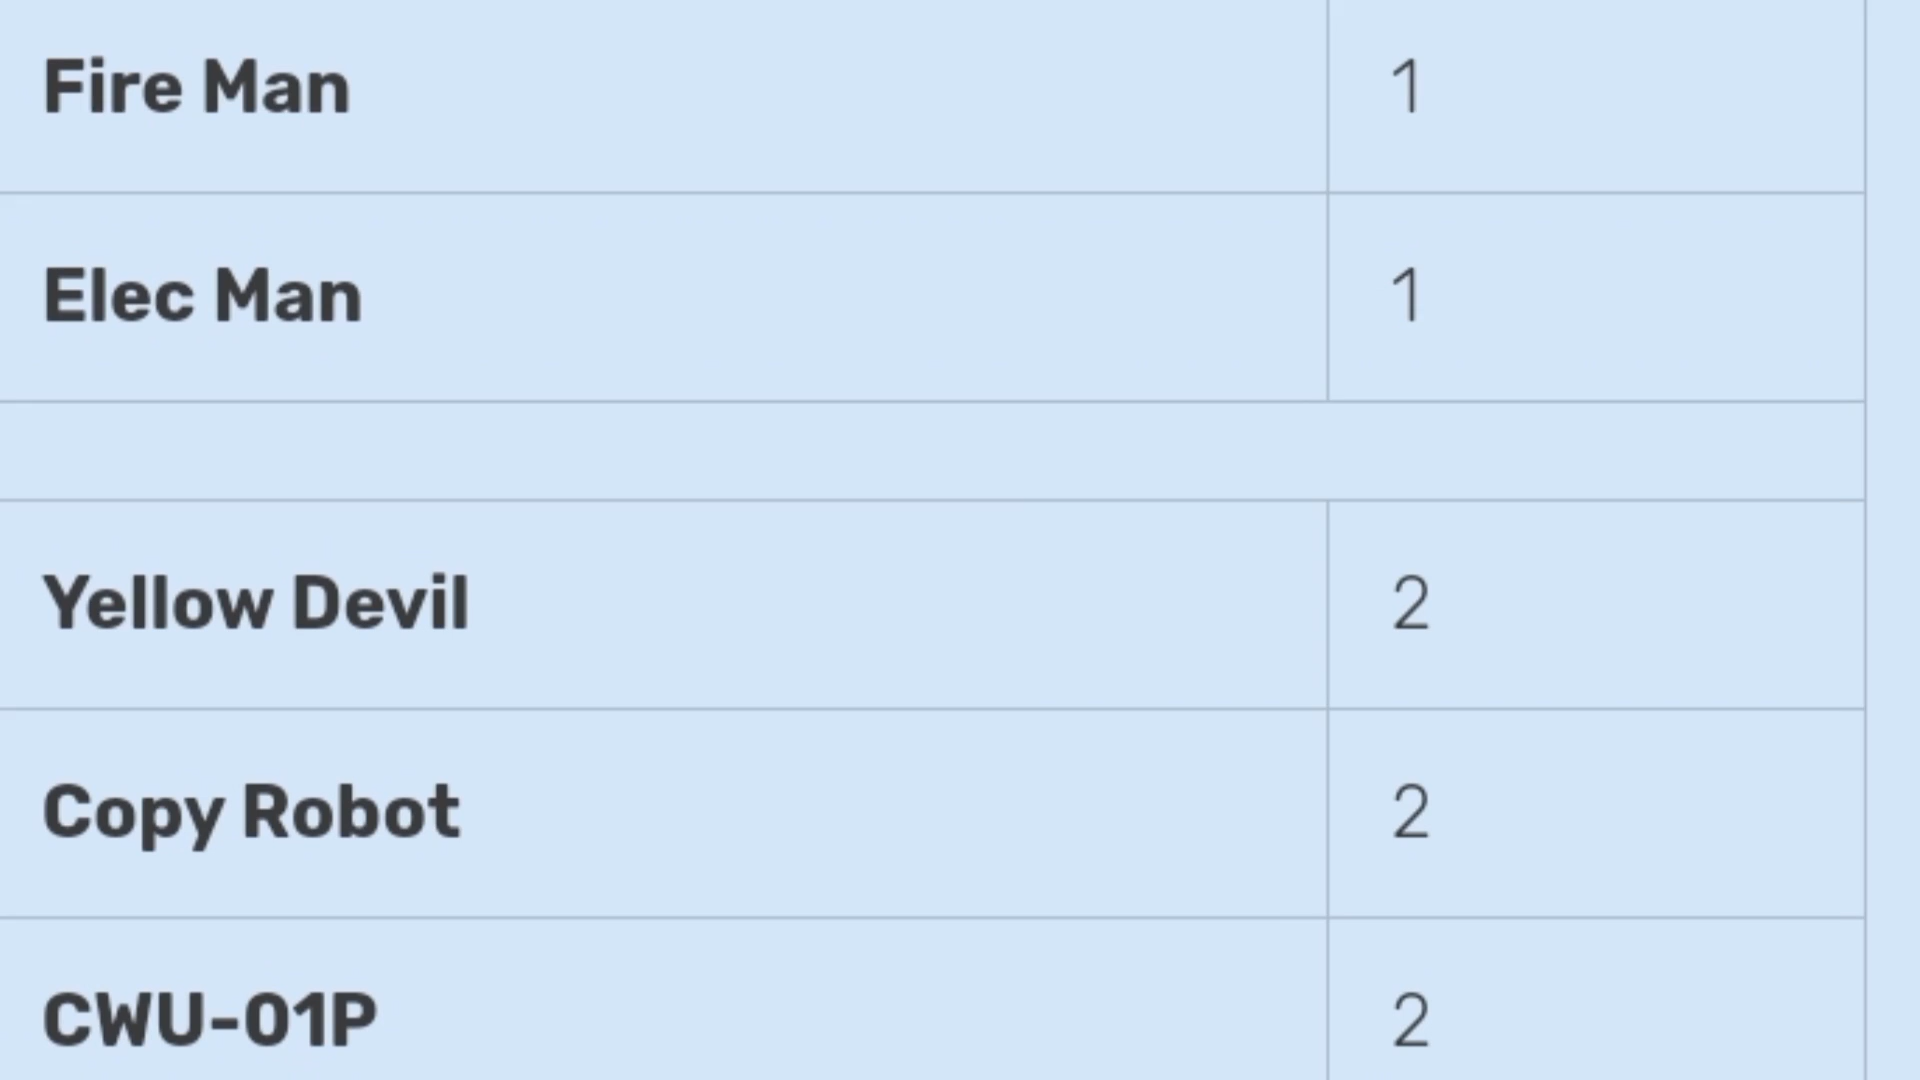 Fire Man 1
Elec Man 1
Yellow Devil 2
Copy Robot 2
CWU-01P 2